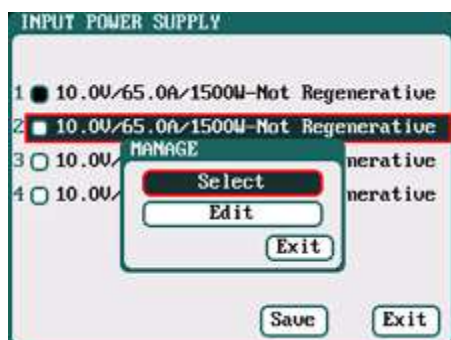 INPUT POWER SUPPLY
1 10.0V/65.0A/1500W-Not Regenerative
2 10.0V/65.0A/1500W-Not Regenerative
MANAGE
3 10.0V/ nerative
Select
4 10.0V/ nerative
Edit
Exit
Save Exit